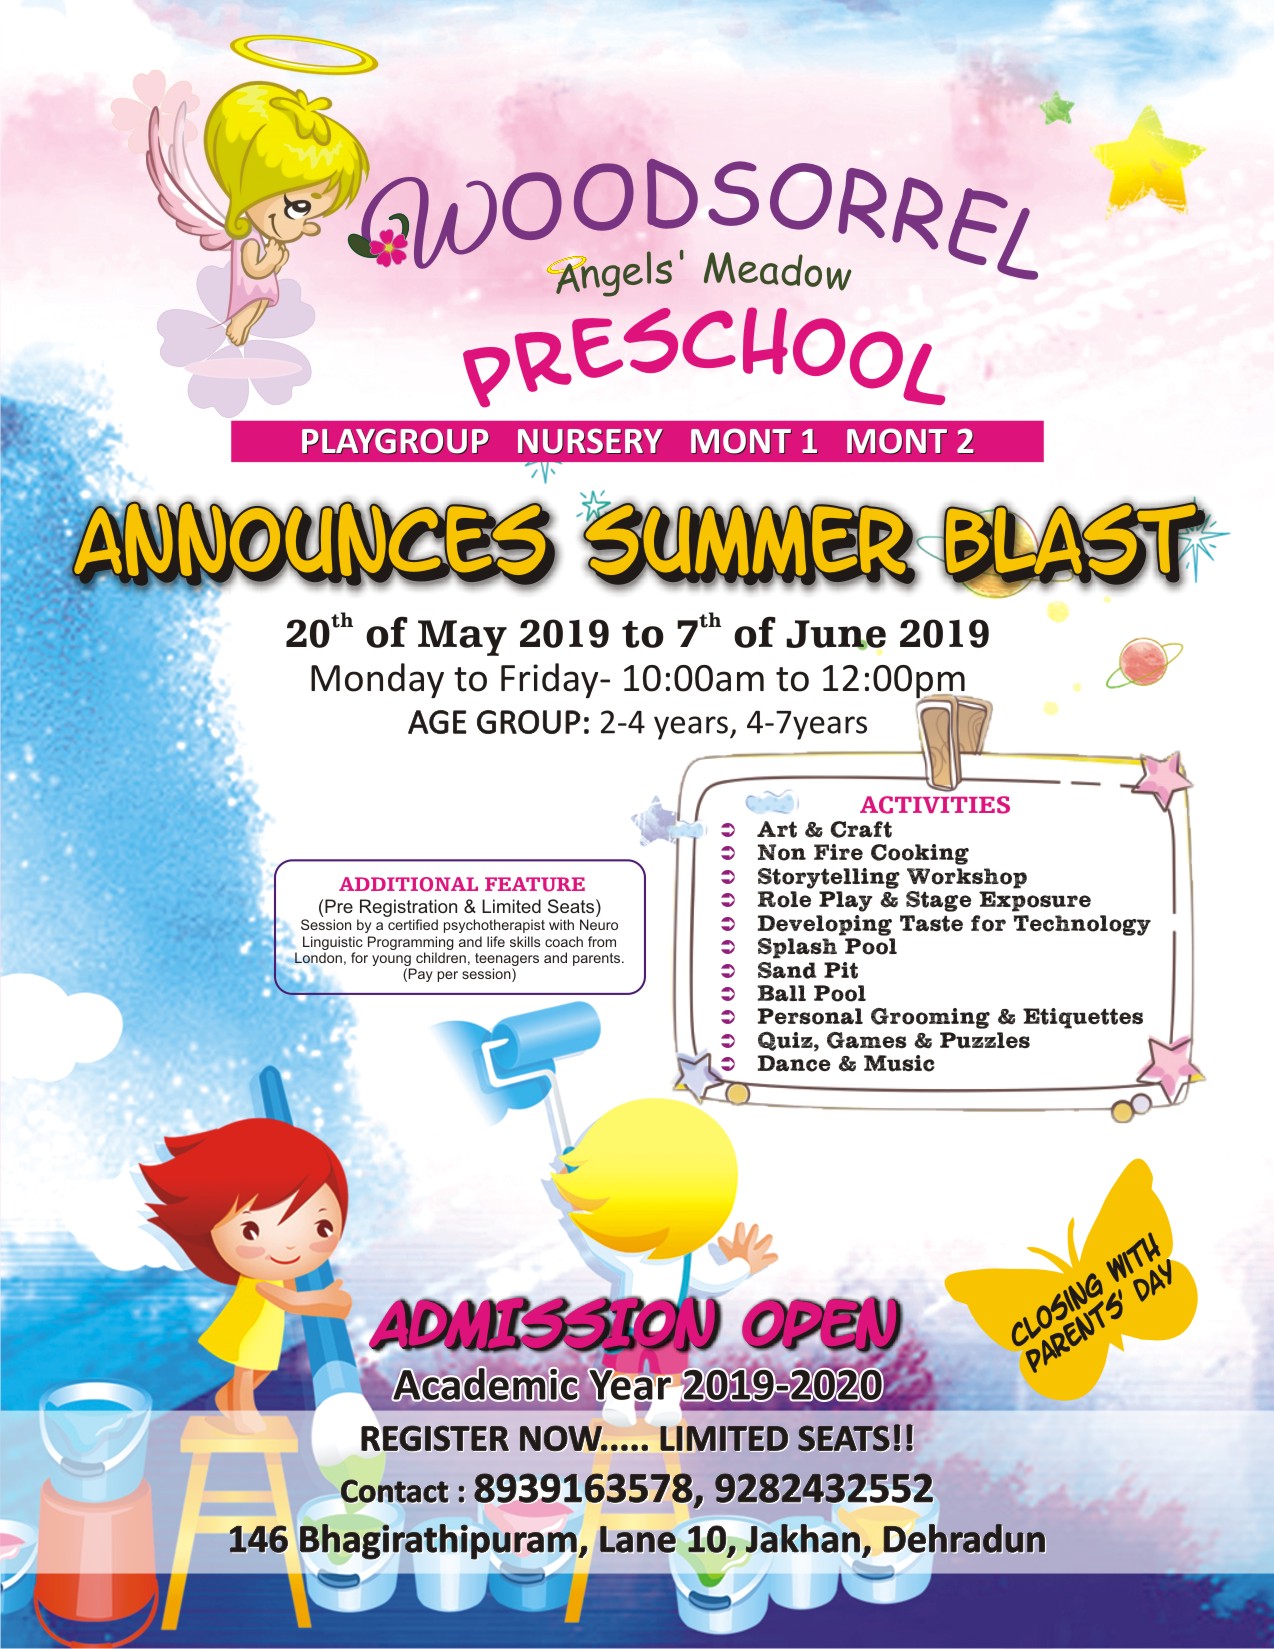 WOODSORREL
Angels' Meadow
PRESCHOOL
PLAYGROUP NURSERY MONT 1 MONT 2
ANNOUNCES SUMMER BLAST
20th of May 2019 to 7th of June 2019
Monday to Friday- 10:00am to 12:00pm
AGE GROUP: 2-4 years, 4-7years
ADDITIONAL FEATURE
(Pre Registration & Limited Seats)
Session by a certified psychotherapist with Neuro
Linguistic Programming and life skills coach from
London, for young children, teenagers and parents.
(Pay per session)
ACTIVITIES
Art & Craft
Non Fire Cooking
Storytelling Workshop
Role Play & Stage Exposure
Developing Taste for Technology
Splash Pool
Sand Pit
Ball Pool
Personal Grooming & Etiquettes
Quiz, Games & Puzzles
Dance & Music
CLOSING WITH
PARENTS' DAY
ADMISSION OPEN
Academic Year 2019-2020
REGISTER NOW..... LIMITED SEATS!!
Contact : 8939163578, 9282432552
146 Bhagirathipuram, Lane 10, Jakhan, Dehradun